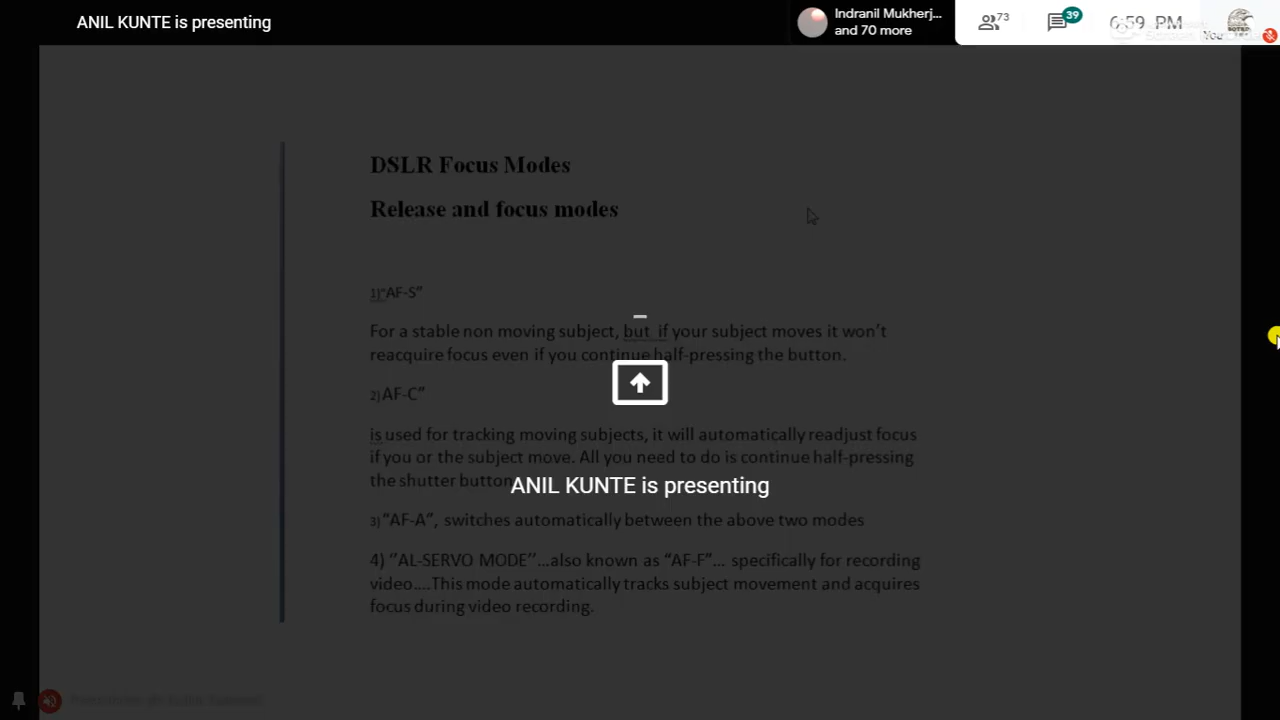 ANIL KUNTE is presenting
Indranil Mukherj...
and 70 more
73
39
6:59 PM
You
DSLR Focus Modes
Release and focus modes
1)"AF-S"
For a stable non moving subject, but if your subject moves it won't
reacquire focus even if you continue half-pressing the button.
2) AF-C"
is used for tracking moving subjects, it will automatically readjust focus
if you or the subject move. All you need to do is continue half-pressing
the shutter button
ANIL KUNTE is presenting
3) "AF-A", switches automatically between the above two modes
4) "AL-SERVO MODE"...also known as "AF-F"... specifically for recording
video....This mode automatically tracks subject movement and acquires
focus during video recording.